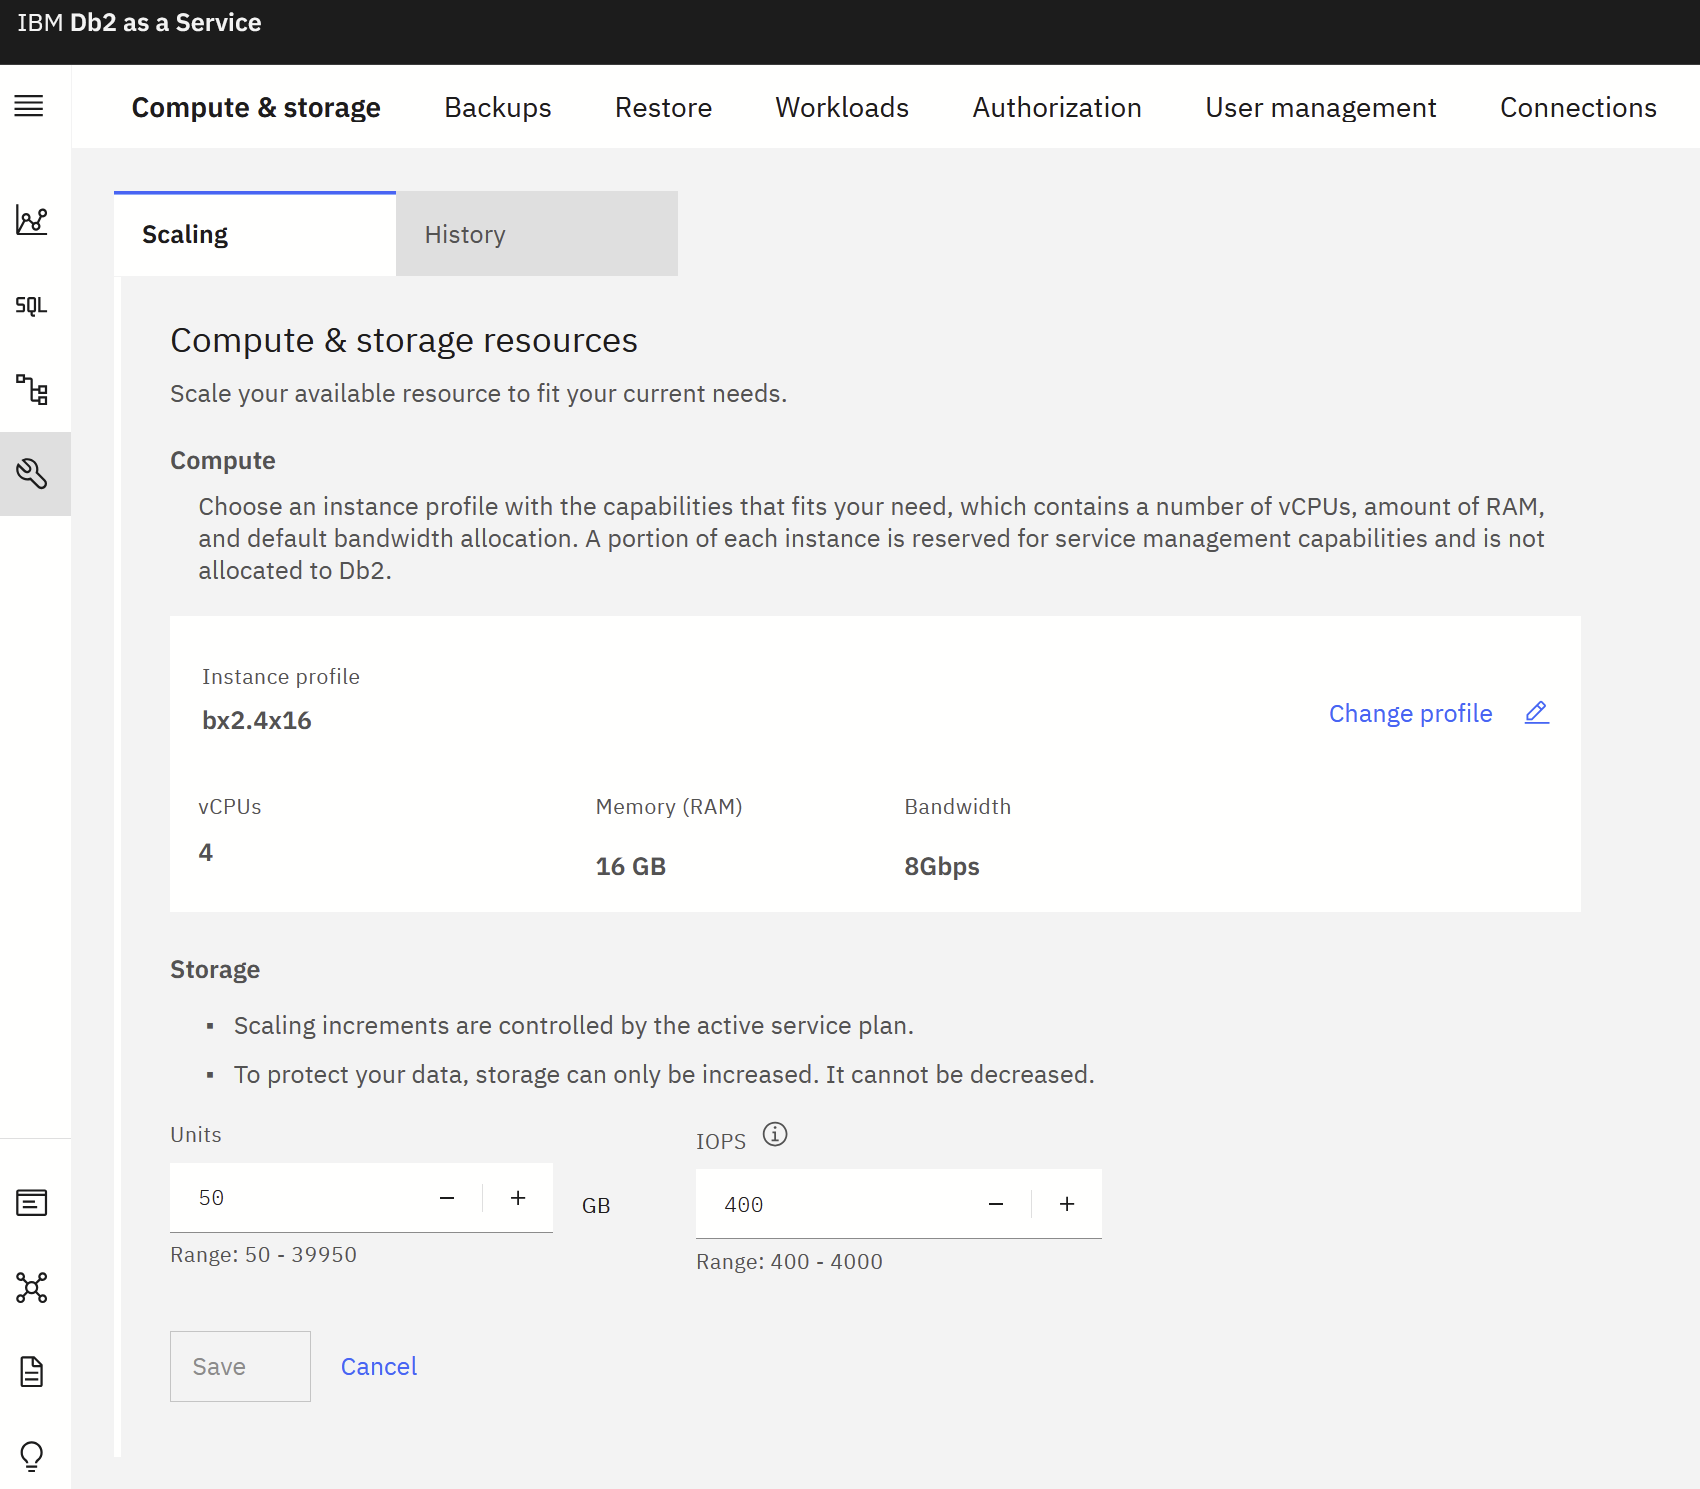 IBM Db2 as a Service
Compute & storage Backups Restore Workloads Authorization User management Connections
Scaling History
SQL
Compute & storage resources
Scale your available resource to fit your current needs.
Compute
Choose an instance profile with the capabilities that fits your need, which contains a number of vCPUs, amount of RAM,
and default bandwidth allocation. A portion of each instance is reserved for service management capabilities and is not
allocated to Db2.
Instance profile
bx2.4x16
Change profile
vCPUs Memory (RAM) Bandwidth
4 16 GB 8Gbps
Storage
▪ Scaling increments are controlled by the active service plan.
▪ To protect your data, storage can only be increased. It cannot be decreased.
Units IOPS
50 − + GB 400 − +
Range: 50 - 39950 Range: 400 - 4000
Save Cancel